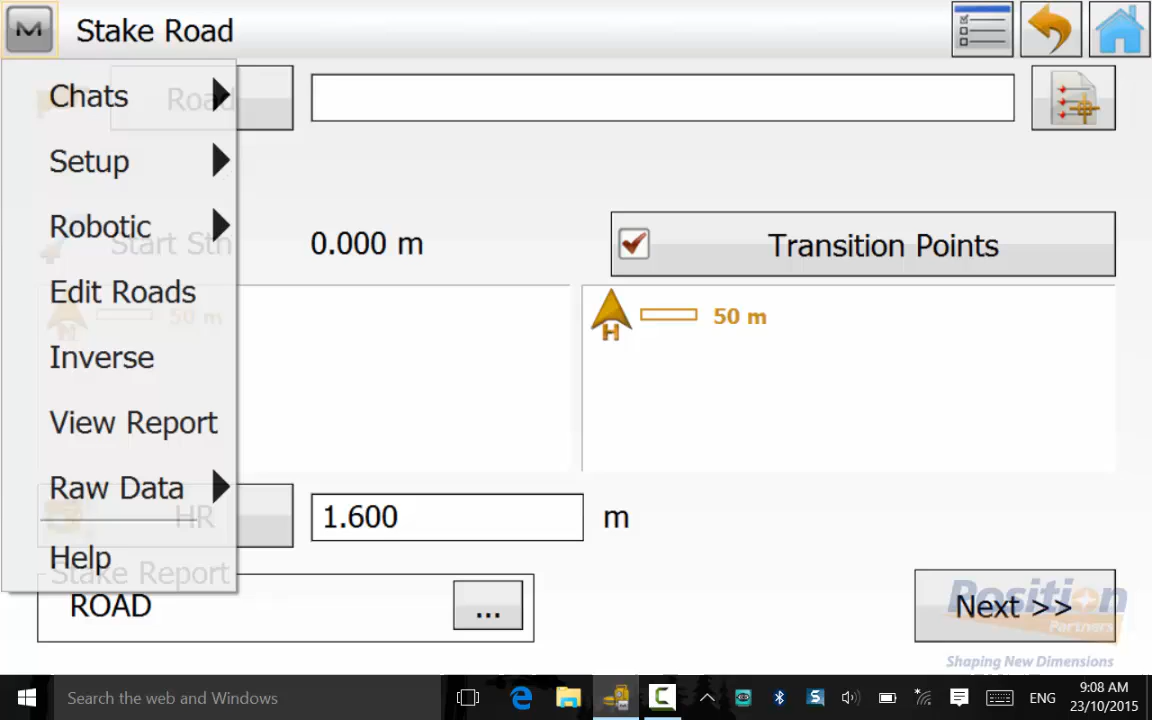 M Stake Road
Chats
Road
Setup
Robotic
Start Stn
0.000 m
Transition Points
Edit Roads
H 50 m
H 50 m
Inverse
View Report
Raw Data
HR
1.600 m
Help
Stake Report
ROAD
...
Next >>
Position
Partners
Shaping New Dimensions
Search the web and Windows
ENG
9:08 AM
23/10/2015